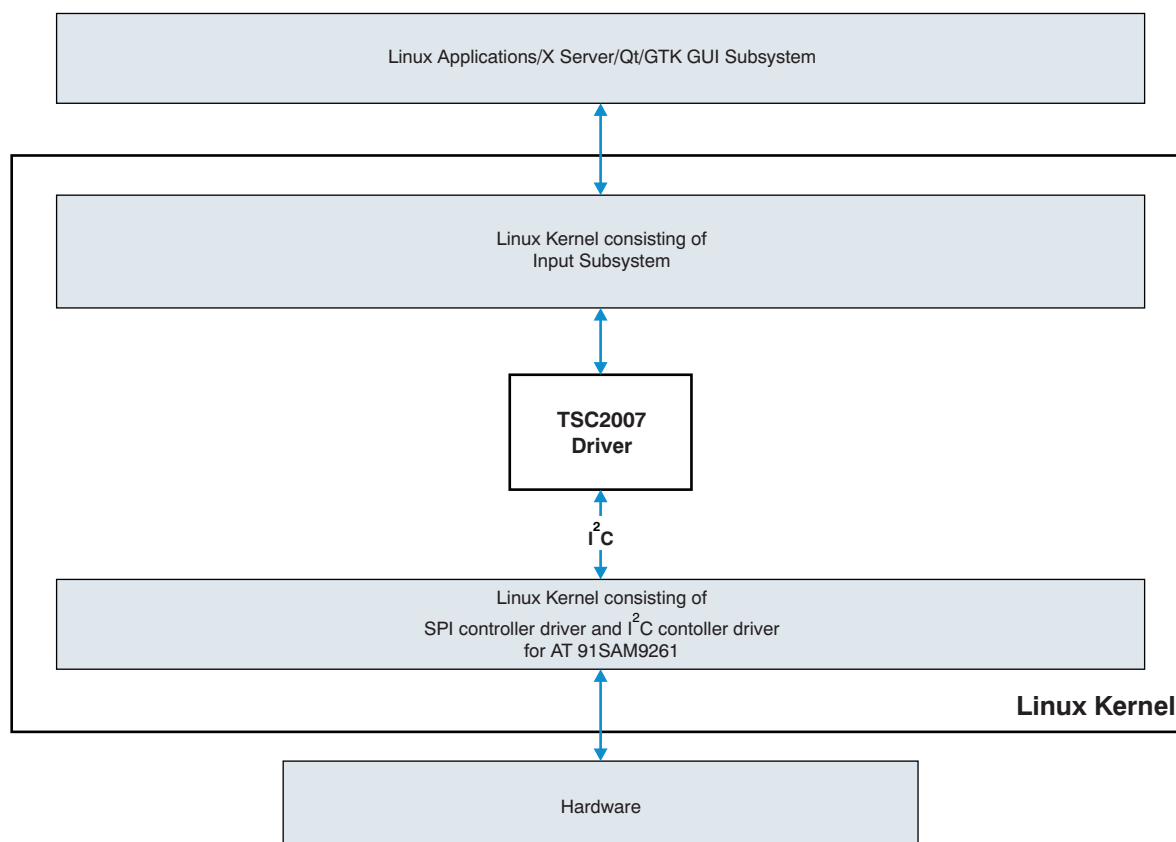 Linux Applications/X Server/Qt/GTK GUI Subsystem
Linux Kernel consisting of
Input Subsystem
TSC2007
Driver
I²C
Linux Kernel consisting of
SPI controller driver and I²C contoller driver
for AT 91SAM9261
Linux Kernel
Hardware